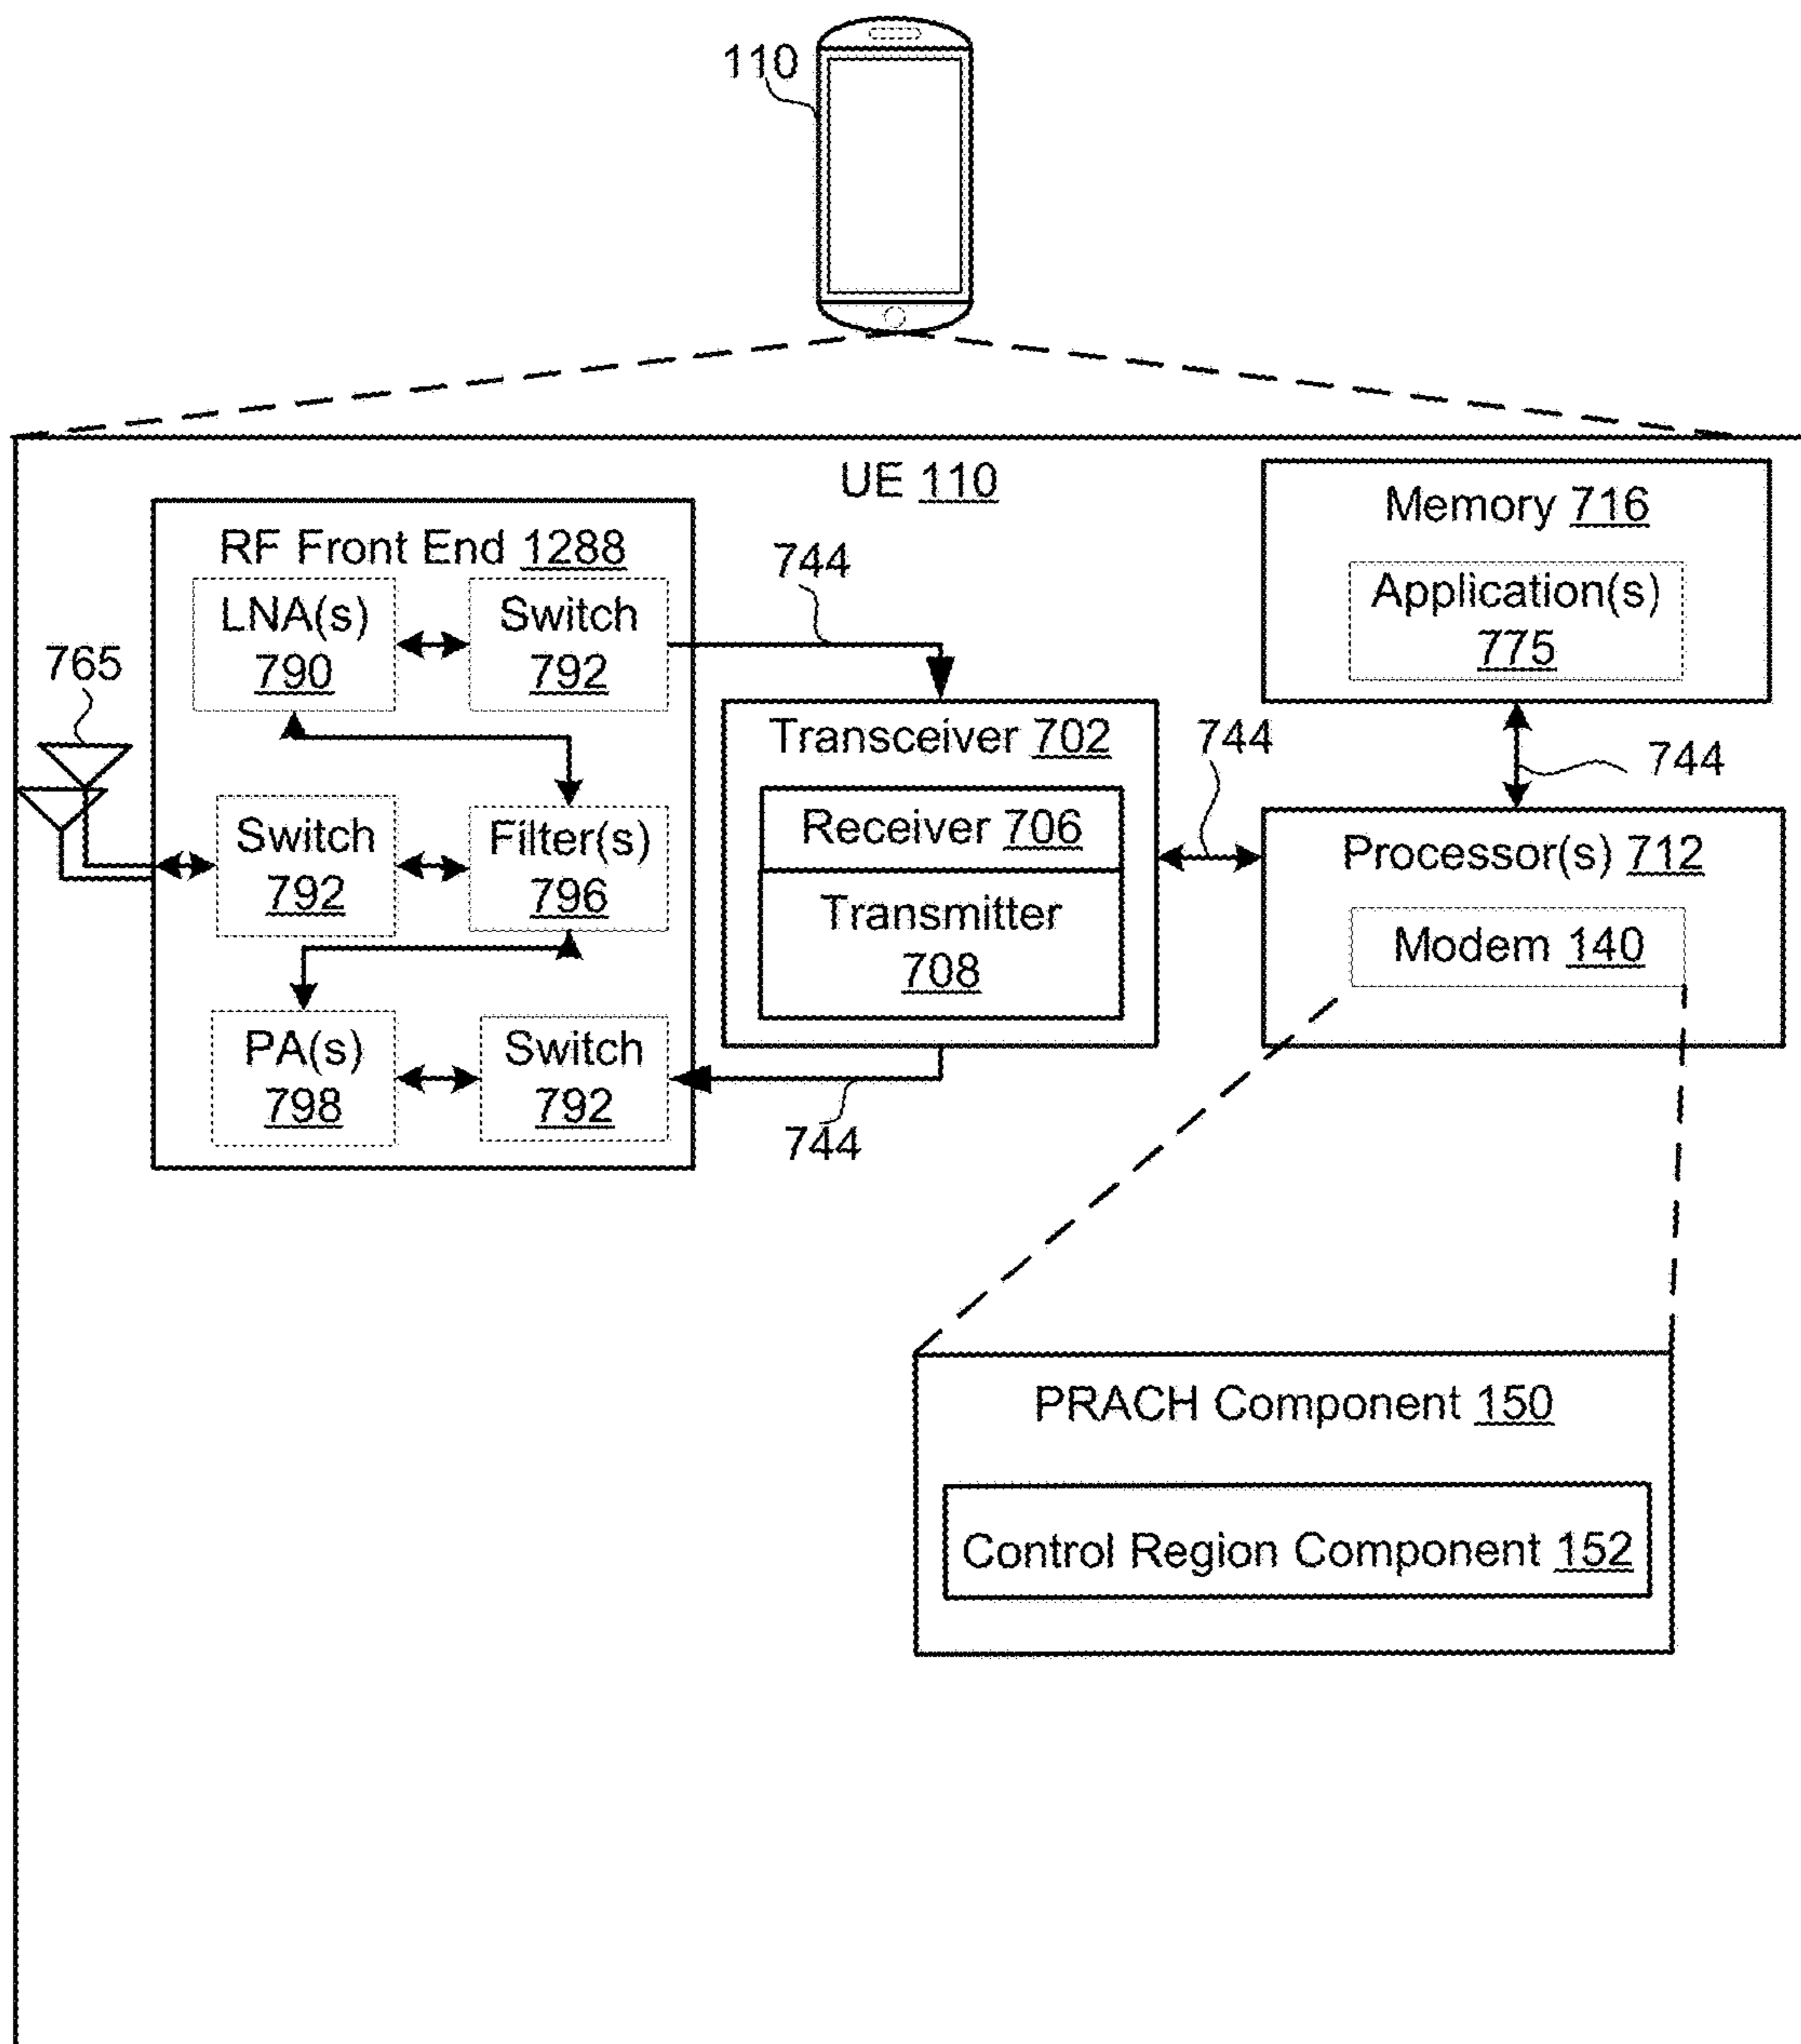 110
UE 110
RF Front End 1288
LNA(s)
790
Switch
792
744
765
Switch
792
Filter(s)
796
PA(s)
798
Switch
792
744
Transceiver 702
Receiver 706
Transmitter
708
744
Memory 716
Application(s)
775
744
Processor(s) 712
Modem 140
PRACH Component 150
Control Region Component 152